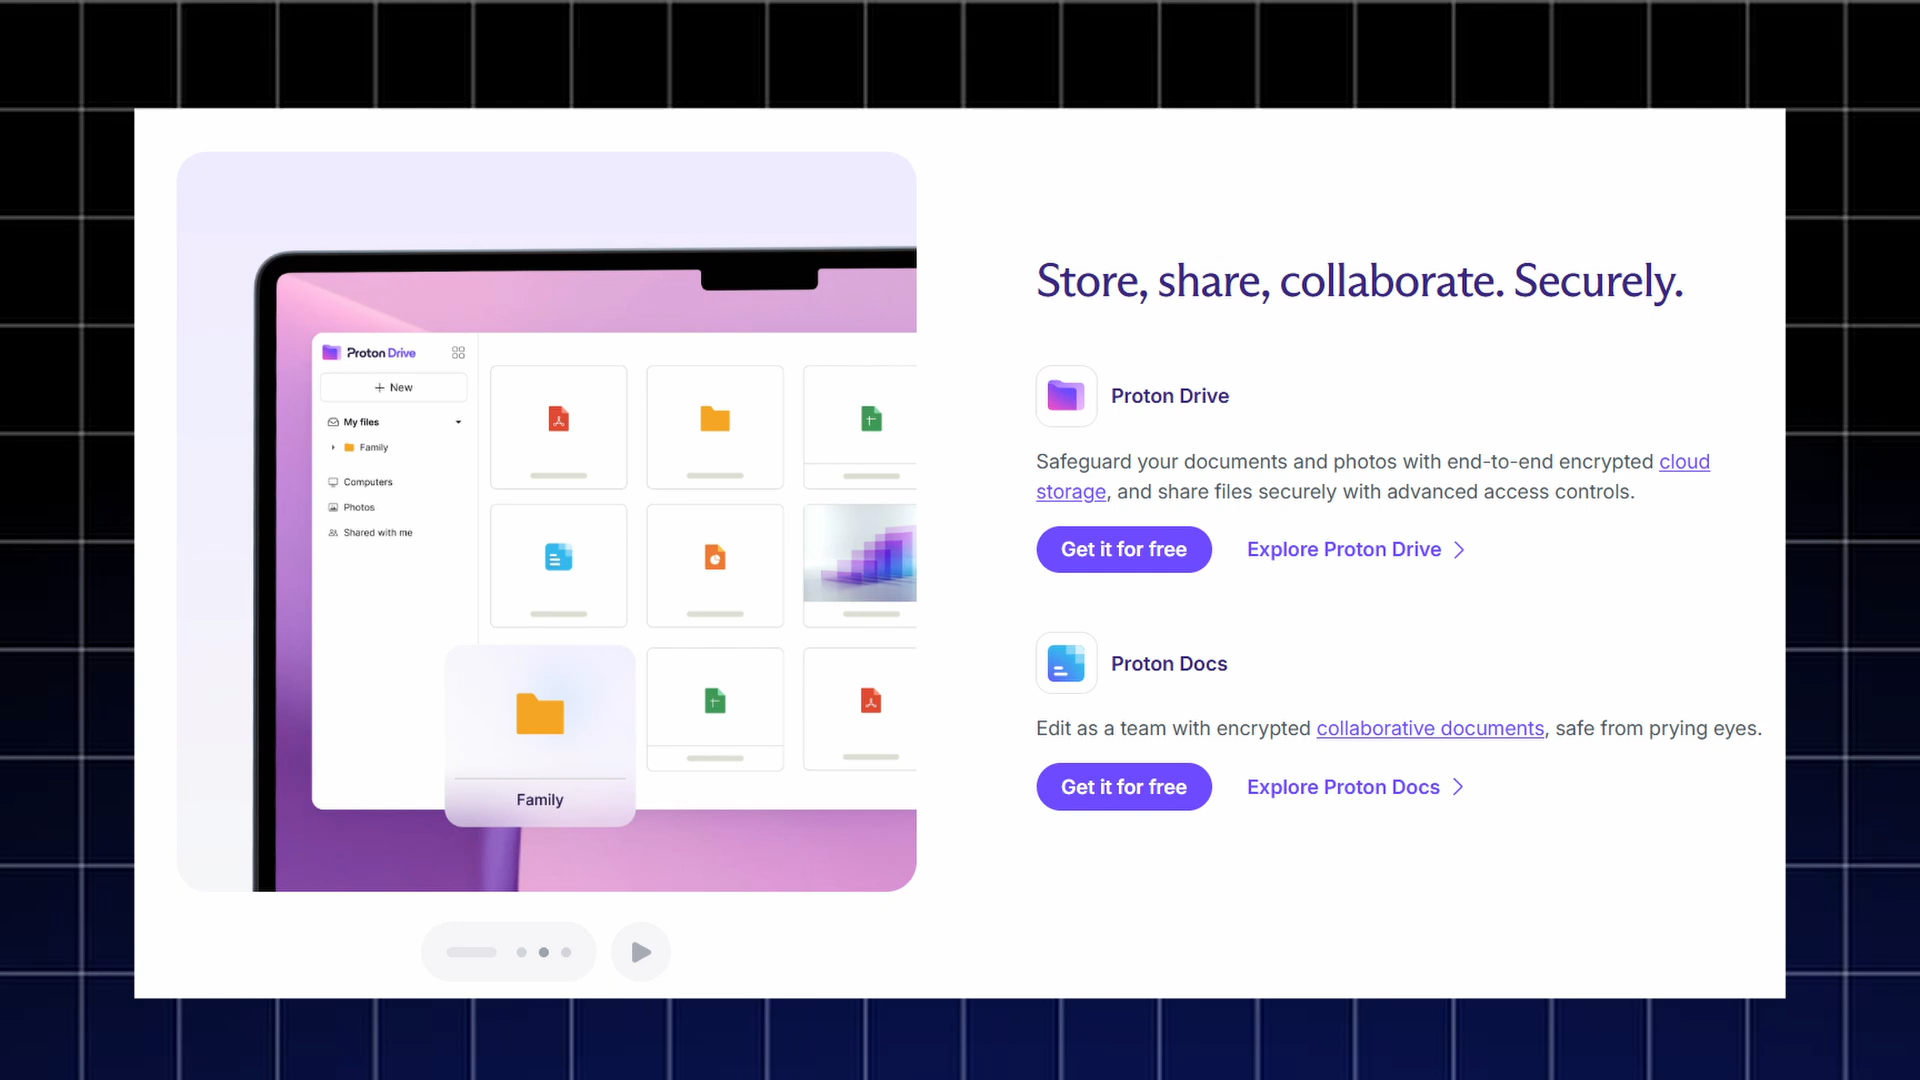 Proton Drive
+ New
My files
Family
Computers
Photos
Shared with me
Family
Store, share, collaborate. Securely.
Proton Drive
Safeguard your documents and photos with end-to-end encrypted cloud
storage, and share files securely with advanced access controls.
Get it for free
Explore Proton Drive
Proton Docs
Edit as a team with encrypted collaborative documents, safe from prying eyes.
Get it for free
Explore Proton Docs